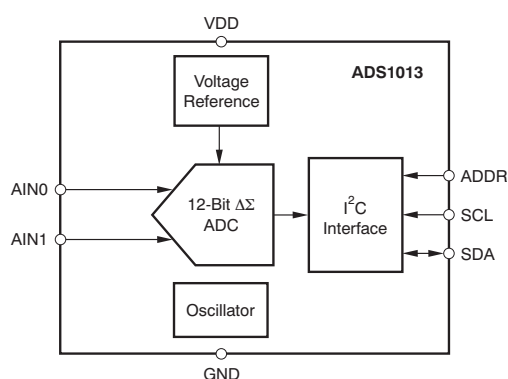 VDD
ADS1013
Voltage
Reference
AIN0
AIN1
12-Bit ΔΣ
ADC
I²C
Interface
ADDR
SCL
SDA
Oscillator
GND